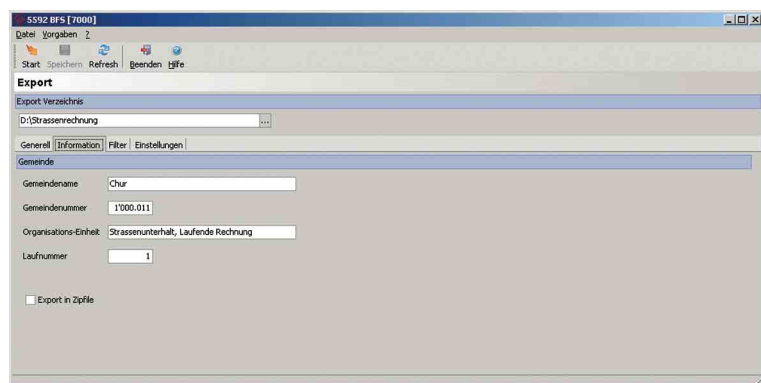 5592 BFS [7000]
Datei Vorgaben ?
Start Speichern Refresh Beenden Hilfe
Export
Export Verzeichnis
D:\Strassenrechnung ...
Generell Information Filter Einstellungen
Gemeinde
Gemeindename Chur
Gemeindenummer 1'000.011
Organisations-Einheit Strassenunterhalt, Laufende Rechnung
Laufnummer 1
Export in Zipfile